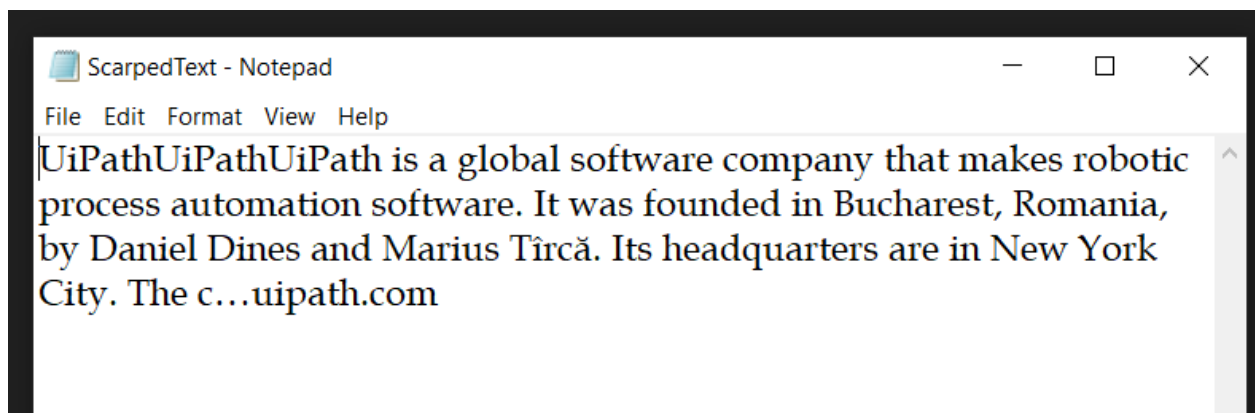 ScarpedText - Notepad
File Edit Format View Help
UiPathUiPathUiPath is a global software company that makes robotic
process automation software. It was founded in Bucharest, Romania,
by Daniel Dines and Marius Tîrcă. Its headquarters are in New York
City. The c…uipath.com